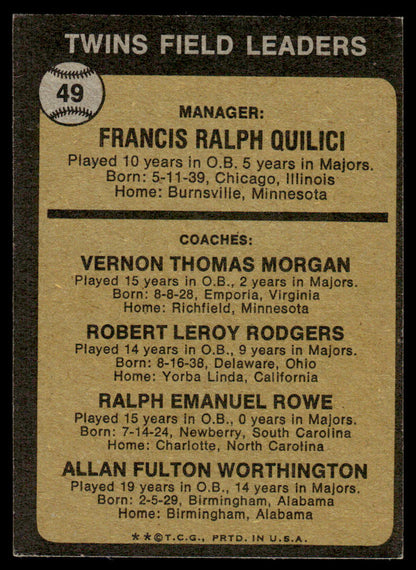 TWINS FIELD LEADERS
49
MANAGER:
FRANCIS RALPH QUILICI
Played 10 years in O.B. 5 years in Majors.
Born: 5-11-39, Chicago, Illinois
Home: Burnsville, Minnesota
COACHES:
VERNON THOMAS MORGAN
Played 15 years in O.B., 2 years in Majors.
Born: 8-8-28, Emporia, Virginia
Home: Richfield, Minnesota
ROBERT LEROY RODGERS
Played 14 years in O.B., 9 years in Majors.
Born: 8-16-38, Delaware, Ohio
Home: Yorba Linda, California
RALPH EMANUEL ROWE
Played 15 years in O.B., 0 years in Majors.
Born: 7-14-24, Newberry, South Carolina
Home: Charlotte, North Carolina
ALLAN FULTON WORTHINGTON
Played 19 years in O.B., 14 years in Majors.
Born: 2-5-29, Birmingham, Alabama
Home: Birmingham, Alabama
**©T.C.G., PRTD. IN U.S.A.